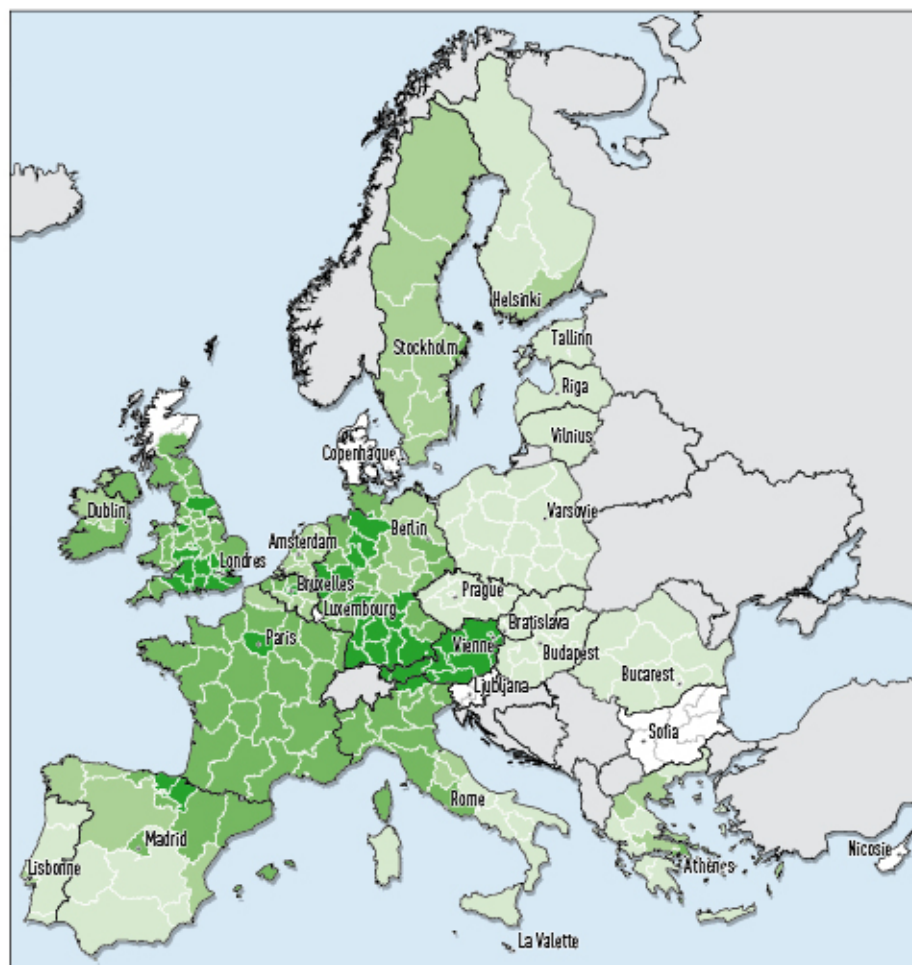 Helsinki
Tallinn
Stockholm
Riga
Vilnius
Copenhague
Dublin
Varsovie
Berlin
Amsterdam
Londres
Bruxelles
Prague
Luxembourg
Bratislava
Paris
Vienne
Budapest
Bucarest
Ljubljana
Sofia
Rome
Madrid
Nicosie
Lisbonne
Athènes
La Valette